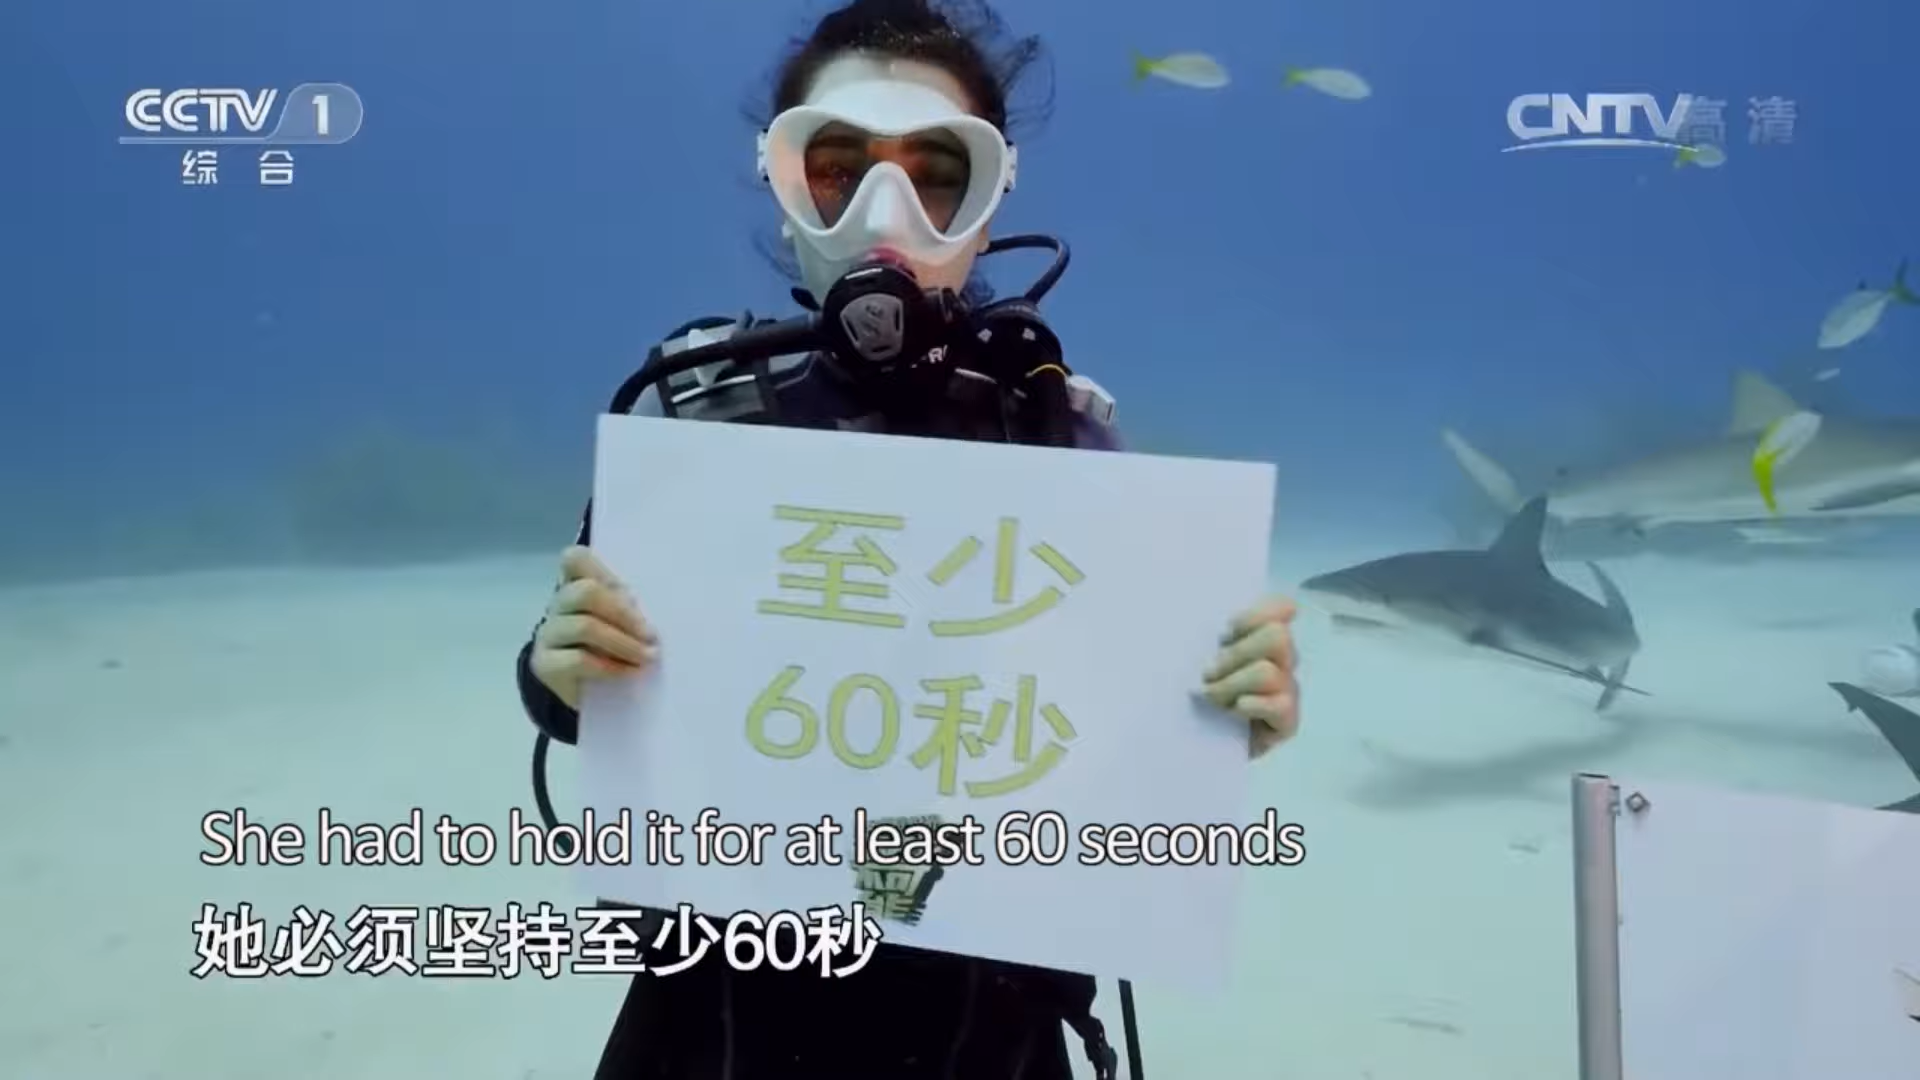 CCTV 1
综合
CNTV高清
至少
60秒
She had to hold it for at least 60 seconds
她必须坚持至少60秒